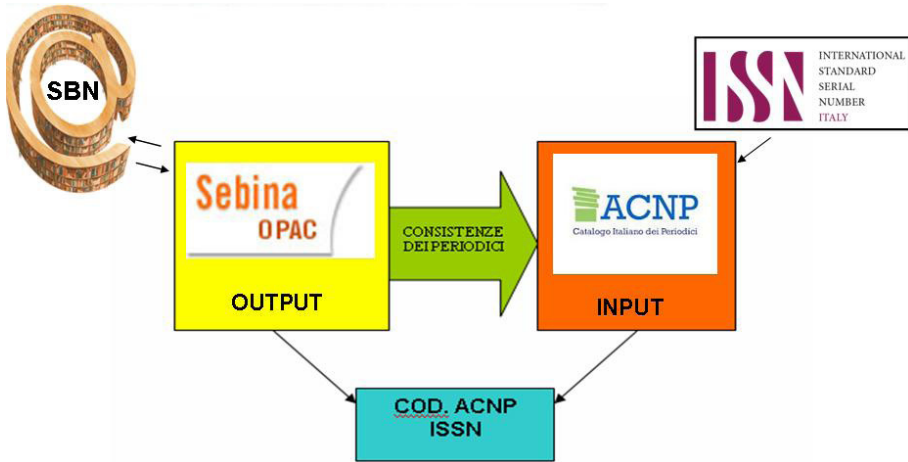 SBN
INTERNATIONAL
STANDARD
SERIAL
NUMBER
ITALY
ISSN
Sebina
OPAC
CONSISTENZE
DEI PERIODICI
ACNP
Catalogo Italiano dei Periodici
OUTPUT
INPUT
COD. ACNP
ISSN